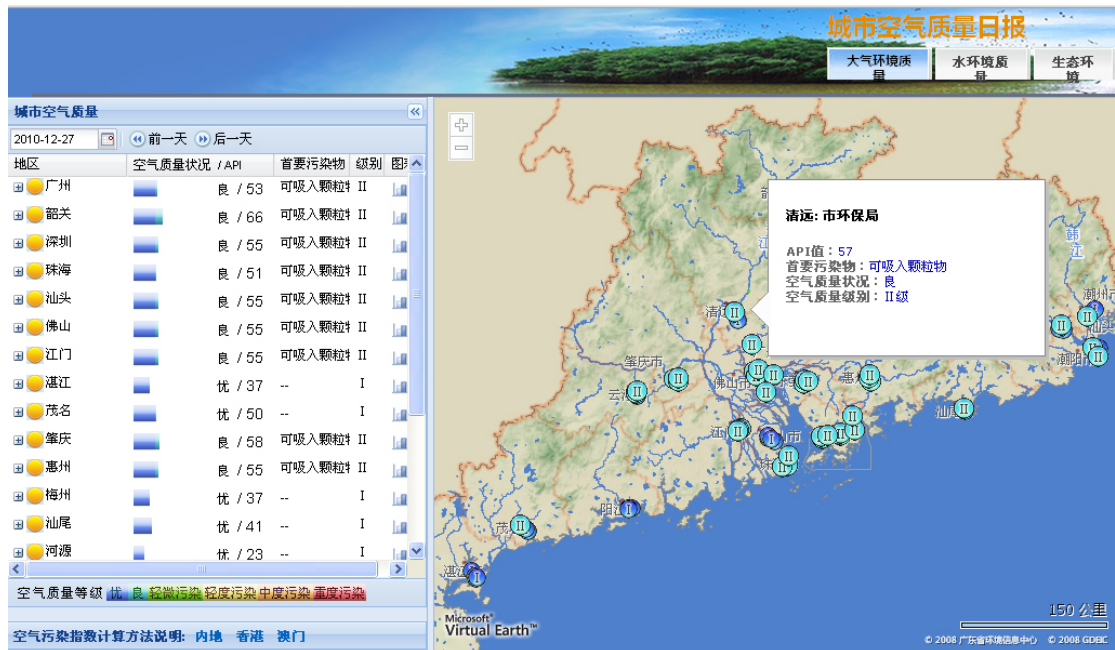 城市空气质量日报
大气环境质量
水环境质量
生态环境
城市空气质量
2010-12-27 前一天 后一天
地区 空气质量状况 / API 首要污染物 级别
广州 良 / 53 可吸入颗粒 II
韶关 良 / 66 可吸入颗粒 II
深圳 良 / 55 可吸入颗粒 II
珠海 良 / 51 可吸入颗粒 II
汕头 良 / 55 可吸入颗粒 II
佛山 良 / 55 可吸入颗粒 II
江门 良 / 55 可吸入颗粒 II
湛江 优 / 37 -- I
茂名 优 / 50 --
肇庆 良 / 58 可吸入颗粒 II
惠州 良 / 55 可吸入颗粒 II
梅州 优 / 37 -- I
汕尾 优 / 41 -- I
河源 优 / 23 -- I
空气质量等级 优 良 轻微污染 轻度污染 中度污染 重度污染
空气污染指数计算方法说明: 内地 香港 澳门
清远: 市环保局
API值：57
首要污染物：可吸入颗粒物
空气质量状况：良
空气质量级别：II级
韩江
潮州市
肇庆市
佛山市
150 公里
Microsoft®
Virtual Earth™
© 2008 广东省环境信息中心 © 2008 GDEIC